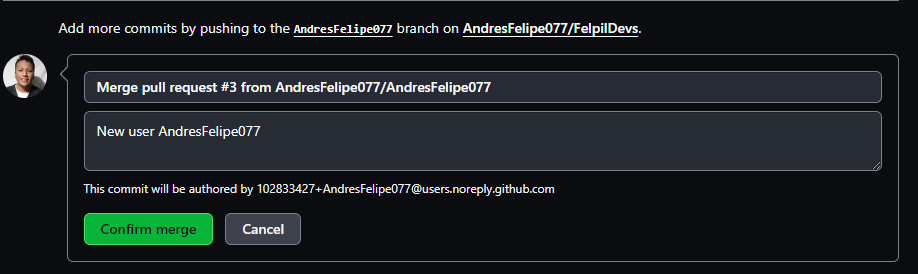 Add more commits by pushing to the AndresFelipe077 branch on AndresFelipe077/FelpilDevs.
Merge pull request #3 from AndresFelipe077/AndresFelipe077
New user AndresFelipe077
This commit will be authored by 102833427+AndresFelipe077@users.noreply.github.com
Confirm merge Cancel